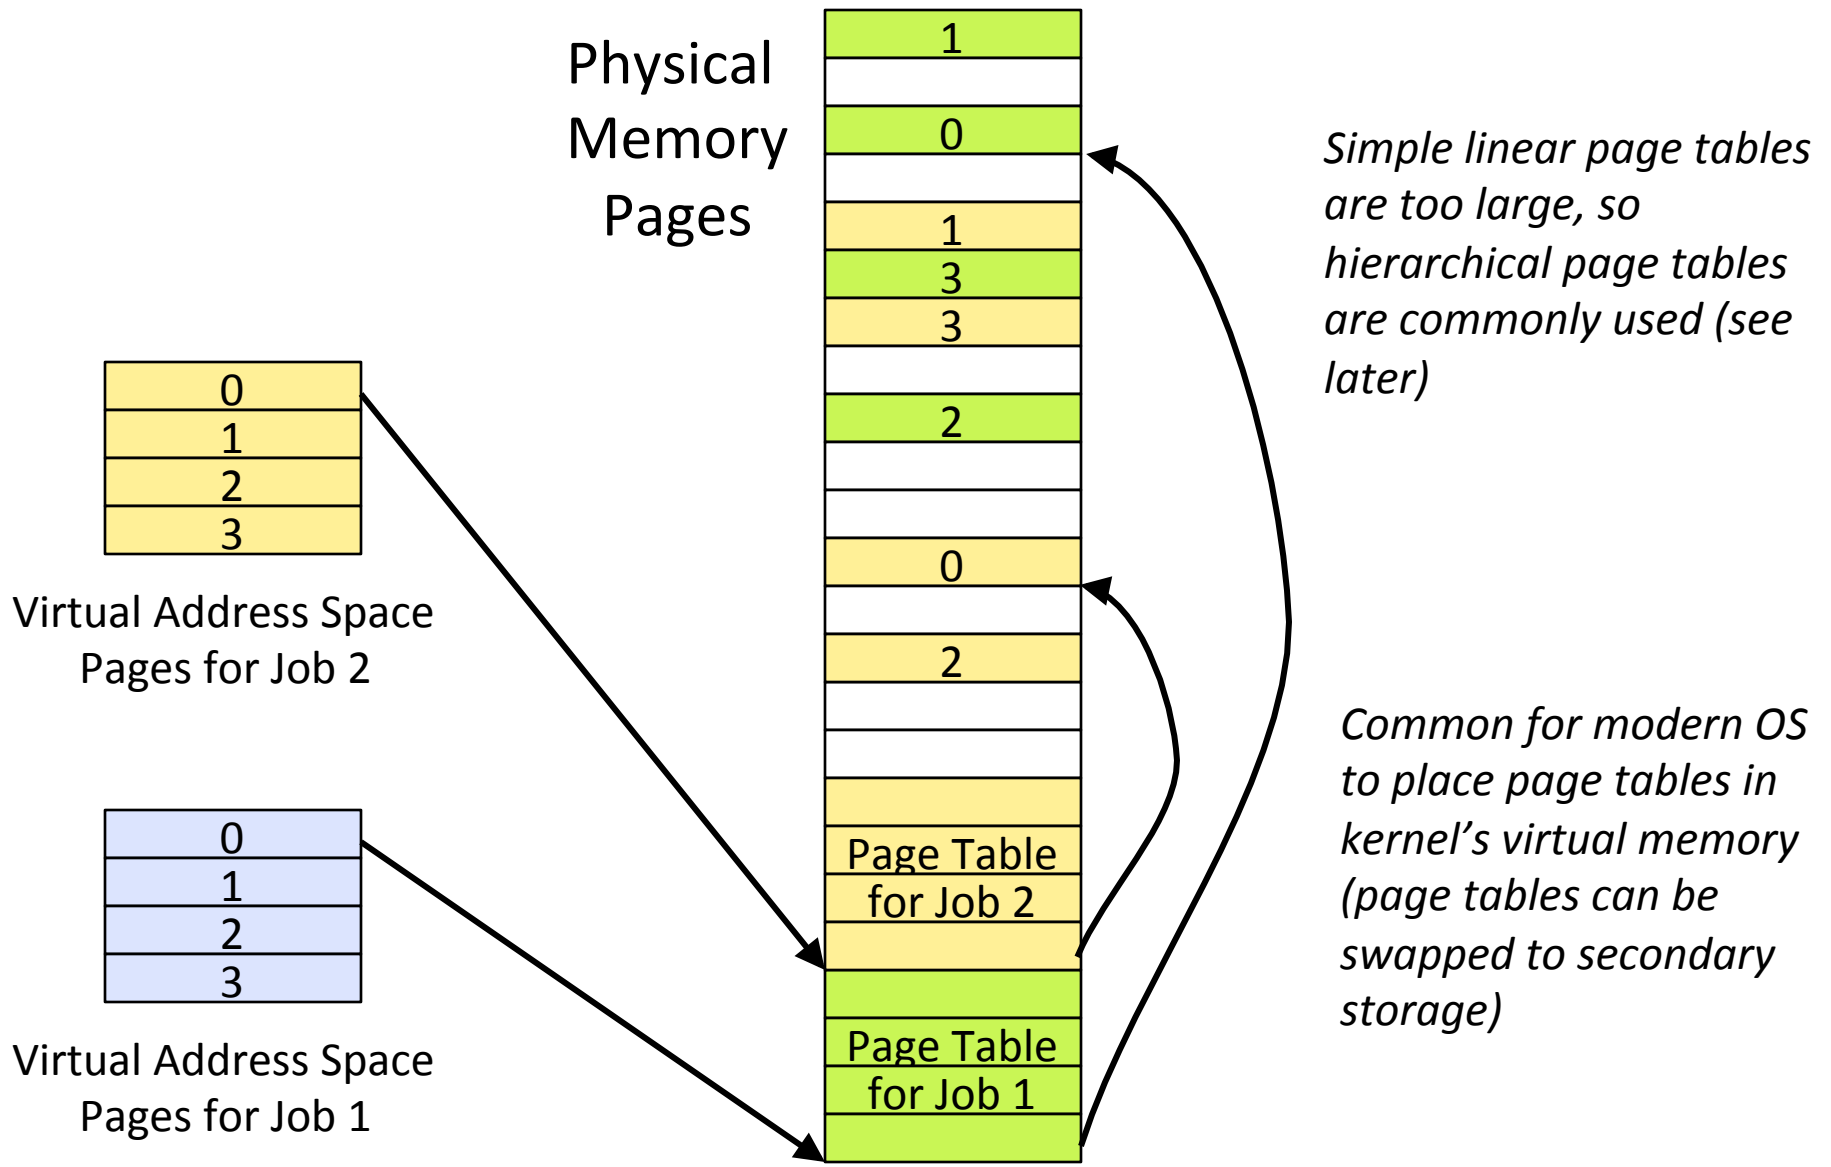 Physical
Memory
Pages
1
0
1
3
3
2
0
2
Page Table
for Job 2
Page Table
for Job 1
0
1
2
3
Virtual Address Space
Pages for Job 2
0
1
2
3
Virtual Address Space
Pages for Job 1
Simple linear page tables
are too large, so
hierarchical page tables
are commonly used (see
later)
Common for modern OS
to place page tables in
kernel’s virtual memory
(page tables can be
swapped to secondary
storage)